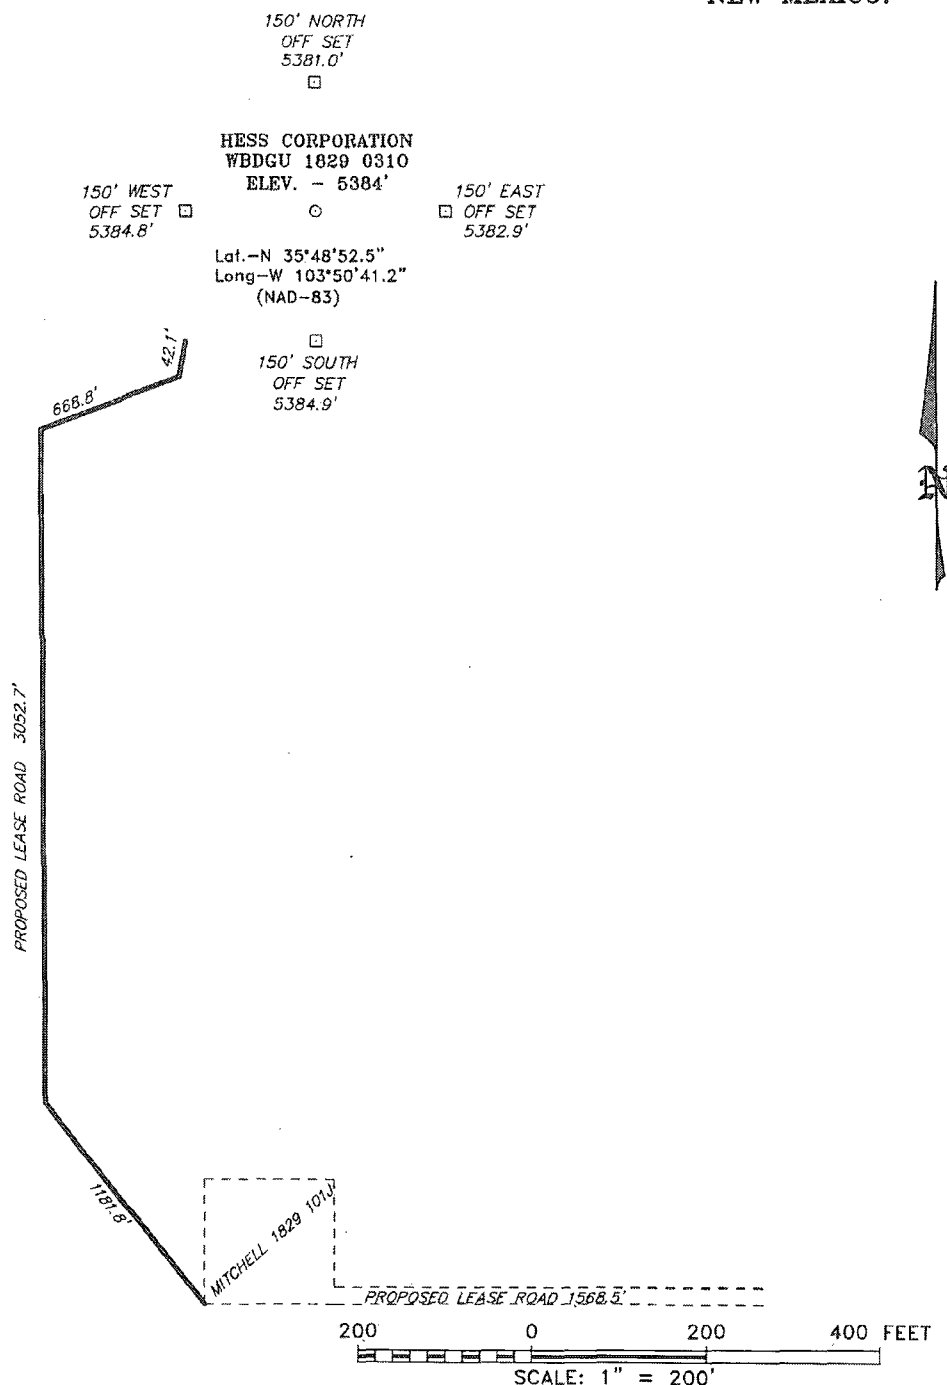 NEW MEXICO.
150' NORTH
OFF SET
5381.0'
HESS CORPORATION
WBDGU 1829 031O
ELEV. - 5384'
150' WEST
OFF SET
5384.8'
150' EAST
OFF SET
5382.9'
Lat.-N 35°48'52.5"
Long-W 103°50'41.2"
(NAD-83)
150' SOUTH
OFF SET
5384.9'
42.1'
668.8'
N
PROPOSED LEASE ROAD 3052.7'
1181.8'
MITCHELL 1829 101J
PROPOSED LEASE ROAD 1568.5'
200 0 200 400 FEET
SCALE: 1" = 200'